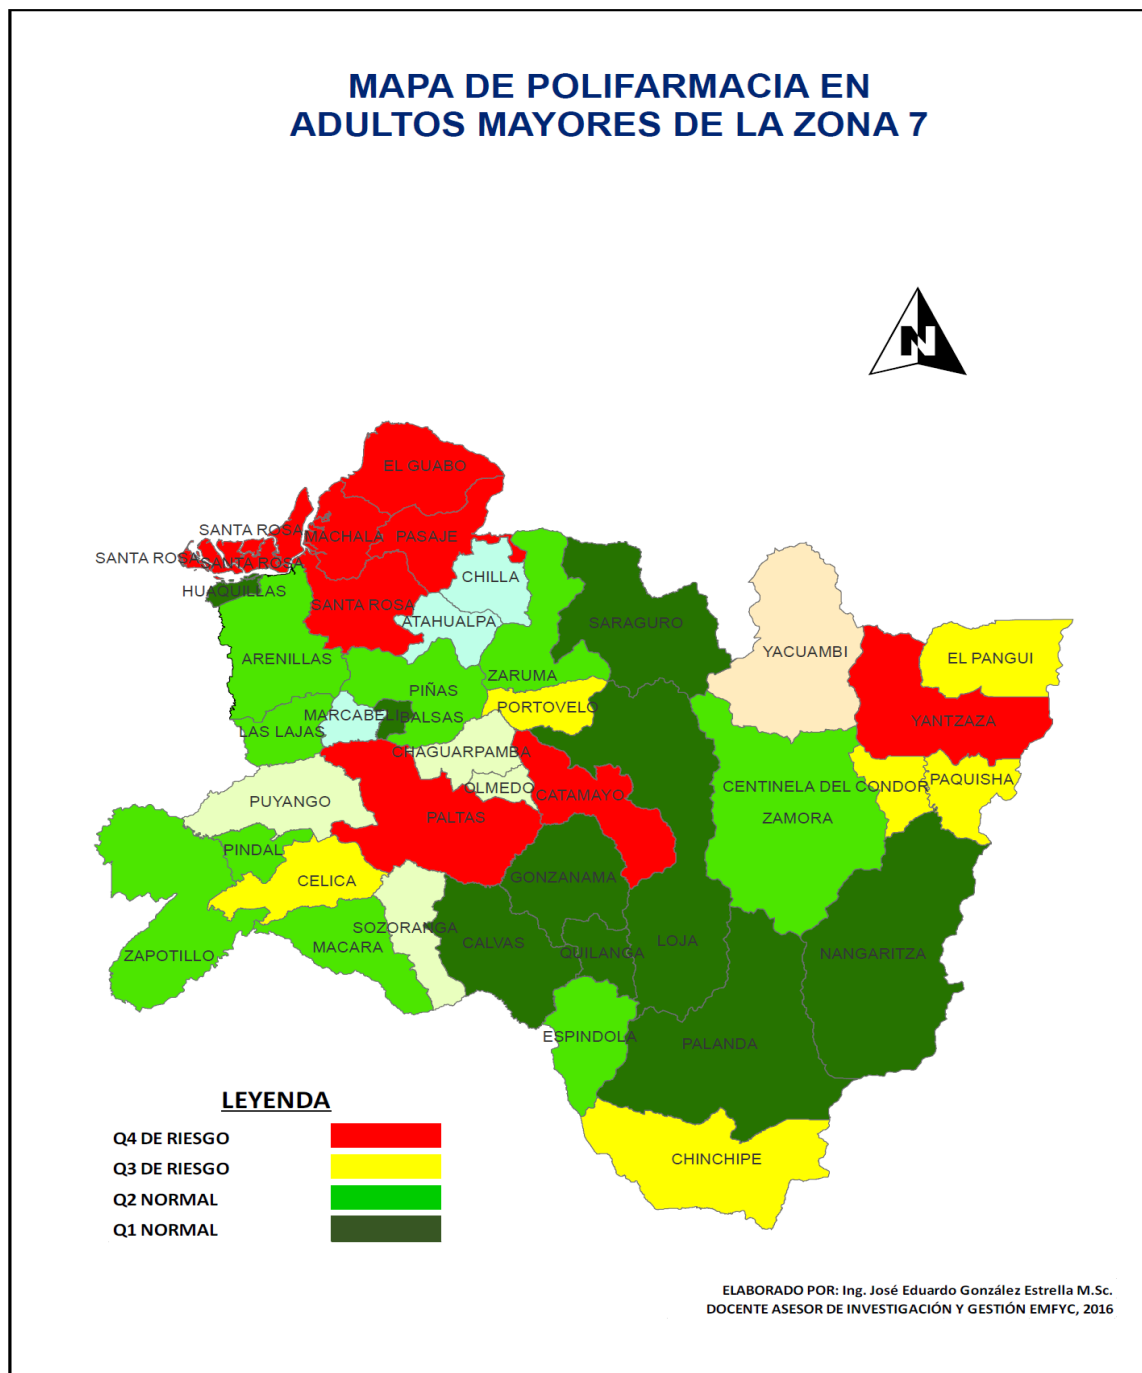 MAPA DE POLIFARMACIA EN
ADULTOS MAYORES DE LA ZONA 7
N
EL GUABO
SANTA ROSA
MACHALA
PASAJE
SANTA ROSA
SANTA ROSA
CHILLA
HUAQUILLAS
SANTA ROSA
ATAHUALPA
SARAGURO
YACUAMBI
EL PANGUI
ARENILLAS
ZARUMA
PIÑAS
PORTOVELO
MARCABELI
BALSAS
YANTZAZA
LAS LAJAS
CHAGUARPAMBA
PAQUISHA
CENTINELA DEL CONDOR
OLMEDO
CATAMAYO
PUYANGO
PALTAS
ZAMORA
PINDAL
GONZANAMA
CELICA
SOZORANGA
CALVAS
LOJA
MACARA
QUILANGA
NANGARITZA
ZAPOTILLO
ESPINDOLA
PALANDA
CHINCHIPE
LEYENDA
Q4 DE RIESGO
Q3 DE RIESGO
Q2 NORMAL
Q1 NORMAL
ELABORADO POR: Ing. José Eduardo González Estrella M.Sc.
DOCENTE ASESOR DE INVESTIGACIÓN Y GESTIÓN EMFYC, 2016